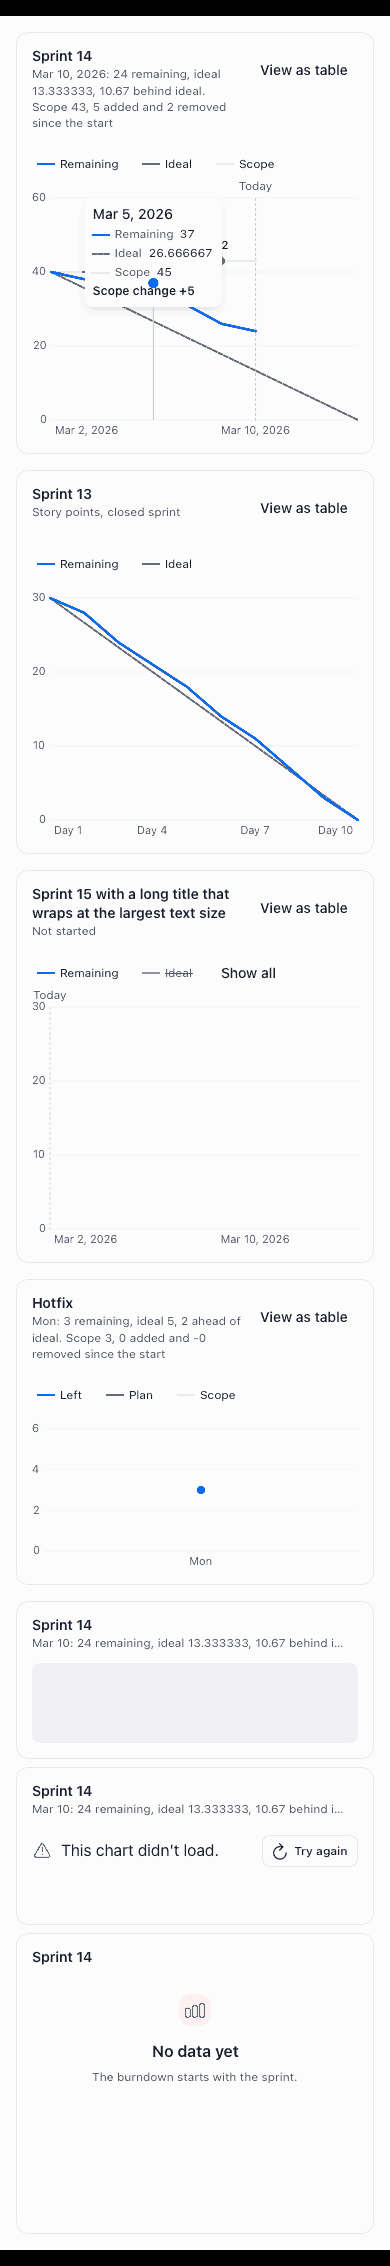 Sprint 14
Mar 10, 2026: 24 remaining, ideal
13.333333, 10.67 behind ideal.
Scope 43, 5 added and 2 removed
since the start
View as table
Remaining
Ideal
Scope
Today
60
40
20
0
Mar 5, 2026
Remaining 37
Ideal 26.666667
Scope 45
Scope change +5
2
Mar 2, 2026
Mar 10, 2026
Sprint 13
Story points, closed sprint
View as table
Remaining
Ideal
30
20
10
0
Day 1
Day 4
Day 7
Day 10
Sprint 15 with a long title that
wraps at the largest text size
Not started
View as table
Remaining
Ideal
Show all
Today
30
20
10
0
Mar 2, 2026
Mar 10, 2026
Hotfix
Mon: 3 remaining, ideal 5, 2 ahead of
ideal. Scope 3, 0 added and -0
removed since the start
View as table
Left
Plan
Scope
6
4
2
0
Mon
Sprint 14
Mar 10: 24 remaining, ideal 13.333333, 10.67 behind i...
Sprint 14
Mar 10: 24 remaining, ideal 13.333333, 10.67 behind i...
This chart didn't load.
Try again
Sprint 14
No data yet
The burndown starts with the sprint.